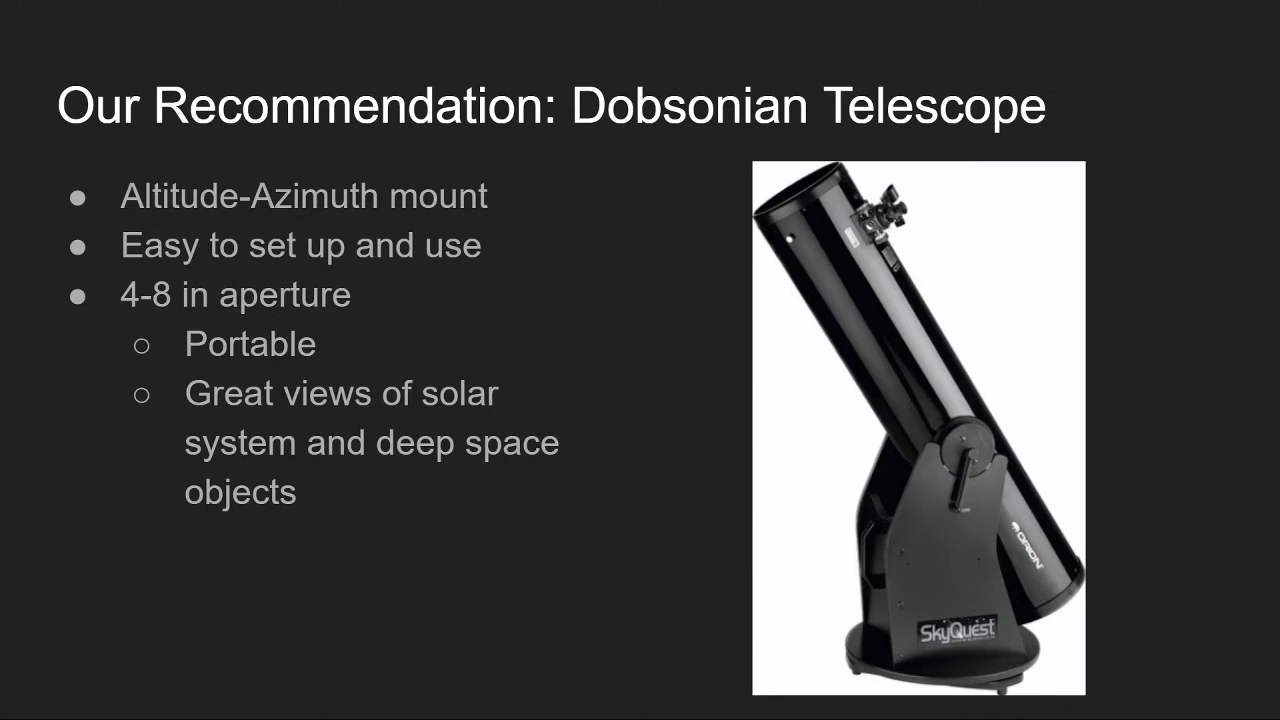 Our Recommendation: Dobsonian Telescope
● Altitude-Azimuth mount
● Easy to set up and use
● 4-8 in aperture
○ Portable
○ Great views of solar
system and deep space
objects
ORION
SkyQuest